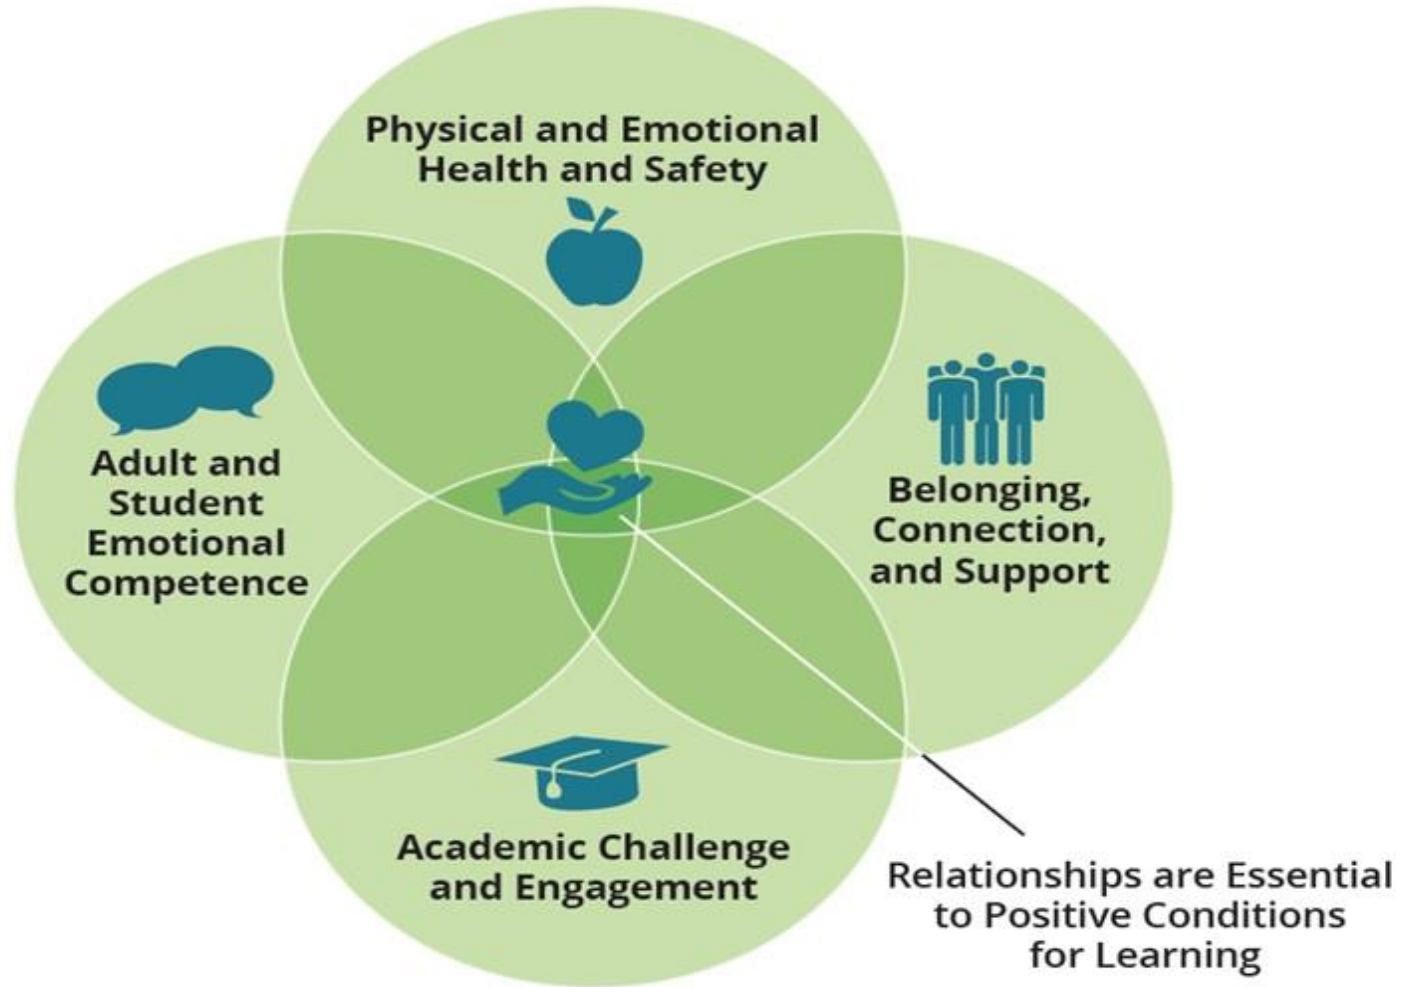 Physical and Emotional
Health and Safety
Adult and
Student
Emotional
Competence
Belonging,
Connection,
and Support
Academic Challenge
and Engagement
Relationships are Essential
to Positive Conditions
for Learning